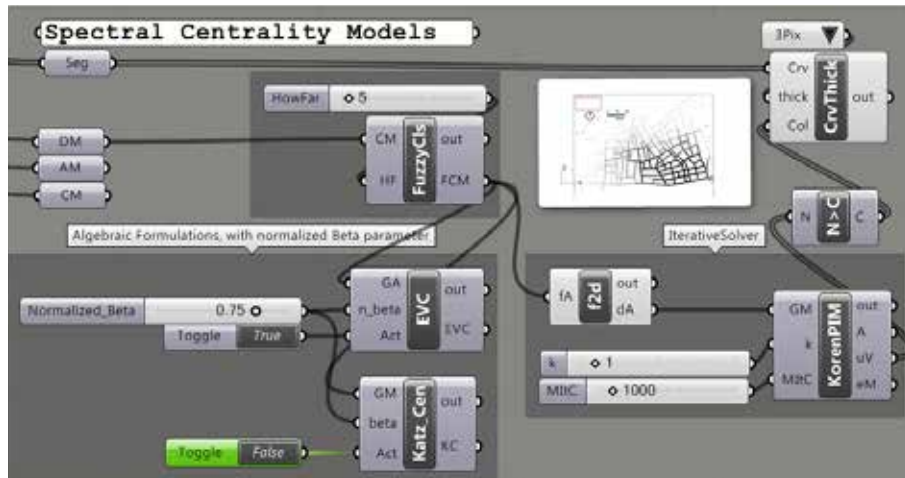 Spectral Centrality Models
Seg
3Pix
Crv
thick
Col
CrvThick
out
HowFar
5
DM
AM
CM
CM
HF
FuzzyCls
out
FCM
N
N>C
C
Algebraic Formulations, with normalized Beta parameter
IterativeSolver
Normalized_Beta
0.75
Toggle
True
GA
n_beta
Act
EVC
out
EVC
fA
f2d
out
dA
GM
k
MItC
KorenPIM
out
A
uV
eM
k
1
MItC
1000
GM
beta
Act
Katz_Cen
out
KC
Toggle
False